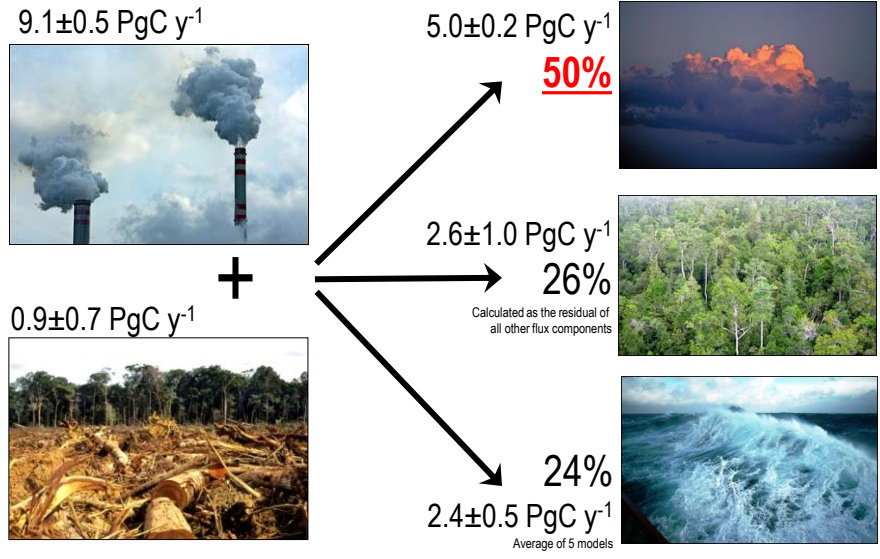 9.1±0.5 PgC y-1
+
0.9±0.7 PgC y-1
5.0±0.2 PgC y-1
50%
2.6±1.0 PgC y-1
26%
Calculated as the residual of
all other flux components
24%
2.4±0.5 PgC y-1
Average of 5 models